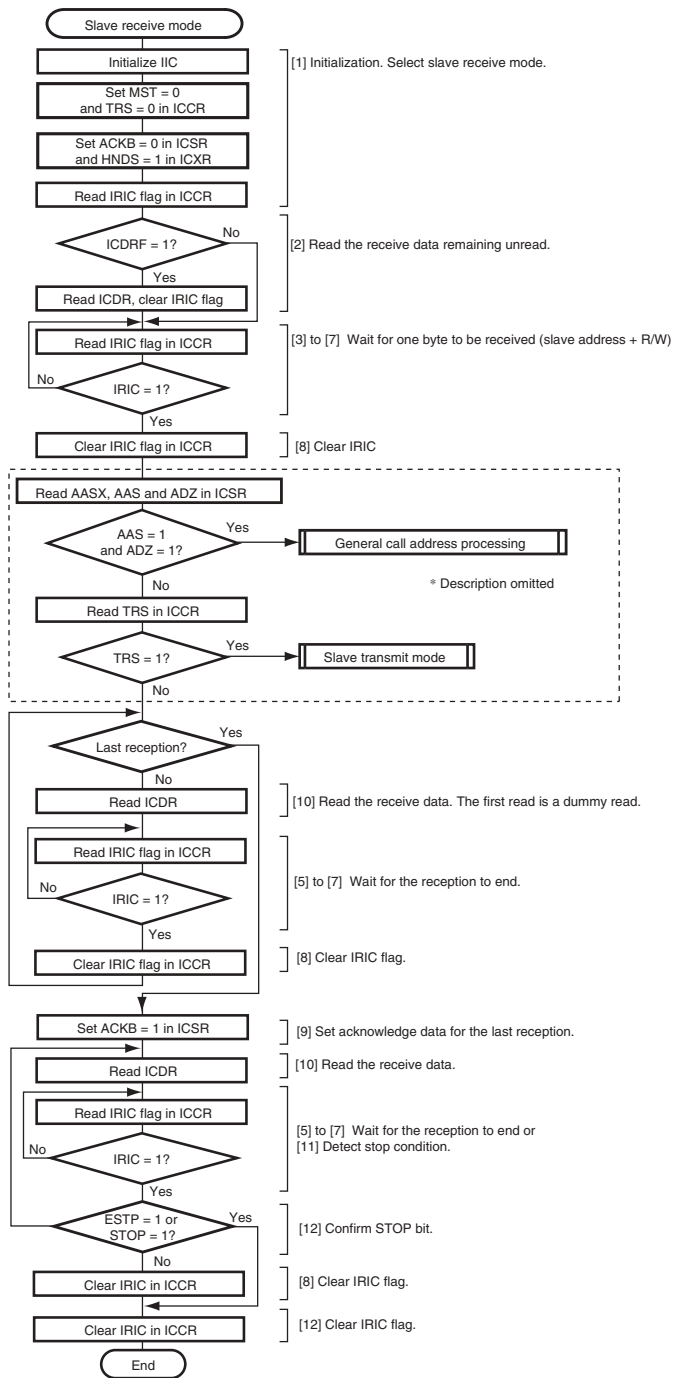 Slave receive mode
Initialize IIC
[1] Initialization. Select slave receive mode.
Set MST = 0
and TRS = 0 in ICCR
Set ACKB = 0 in ICSR
and HNDS = 1 in ICXR
Read IRIC flag in ICCR
No
ICDRF = 1?
[2] Read the receive data remaining unread.
Yes
Read ICDR, clear IRIC flag
Read IRIC flag in ICCR
[3] to [7] Wait for one byte to be received (slave address + R/W)
No
IRIC = 1?
Yes
Clear IRIC flag in ICCR
[8] Clear IRIC
Read AASX, AAS and ADZ in ICSR
AAS = 1
and ADZ = 1?
Yes
General call address processing
No
* Description omitted
Read TRS in ICCR
TRS = 1?
Yes
Slave transmit mode
No
Last reception?
Yes
No
Read ICDR
[10] Read the receive data. The first read is a dummy read.
Read IRIC flag in ICCR
No
IRIC = 1?
[5] to [7] Wait for the reception to end.
Yes
Clear IRIC flag in ICCR
[8] Clear IRIC flag.
Set ACKB = 1 in ICSR
[9] Set acknowledge data for the last reception.
Read ICDR
[10] Read the receive data.
Read IRIC flag in ICCR
[5] to [7] Wait for the reception to end or
[11] Detect stop condition.
No
IRIC = 1?
Yes
ESTP = 1 or
STOP = 1?
Yes
[12] Confirm STOP bit.
No
Clear IRIC in ICCR
[8] Clear IRIC flag.
Clear IRIC in ICCR
[12] Clear IRIC flag.
End